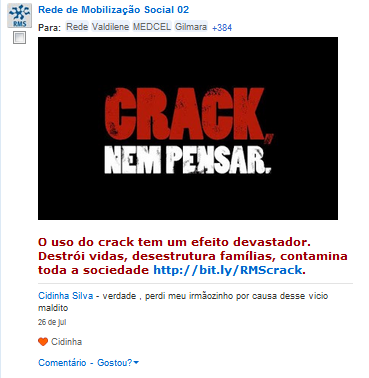 Rede de Mobilização Social 02
RMS
Para: Rede Valdilene MEDCEL Gilmara +384
CRACK,
NEM PENSAR.
O uso do crack tem um efeito devastador.
Destrói vidas, desestrutura famílias, contamina
toda a sociedade http://bit.ly/RMScrack.
Cidinha Silva - verdade , perdi meu irmãozinho por causa desse vicio
maldito
26 de jul
Cidinha
Comentário - Gostou?